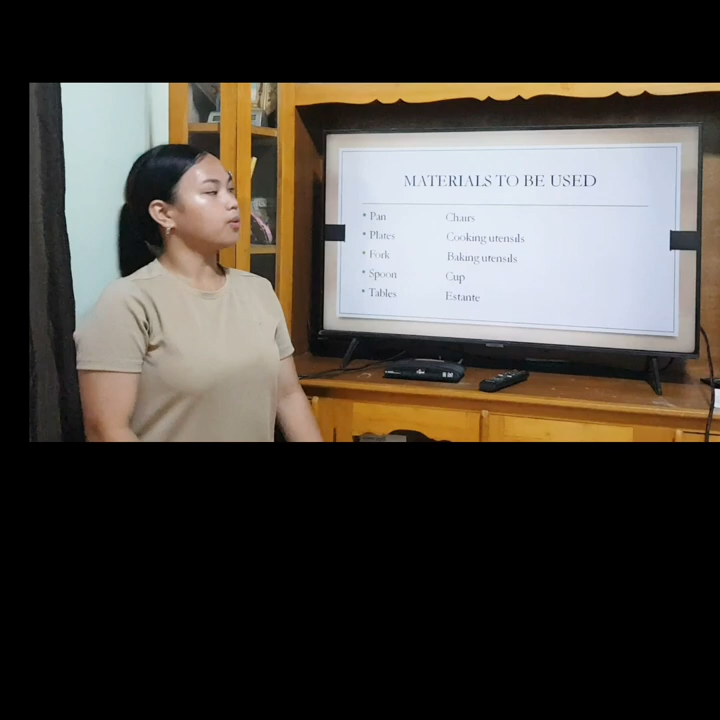 MATERIALS TO BE USED
* Pan
* Plates
* Fork
* Spoon
* Tables
Chairs
Cooking utensils
Baking utensils
Cup
Estante